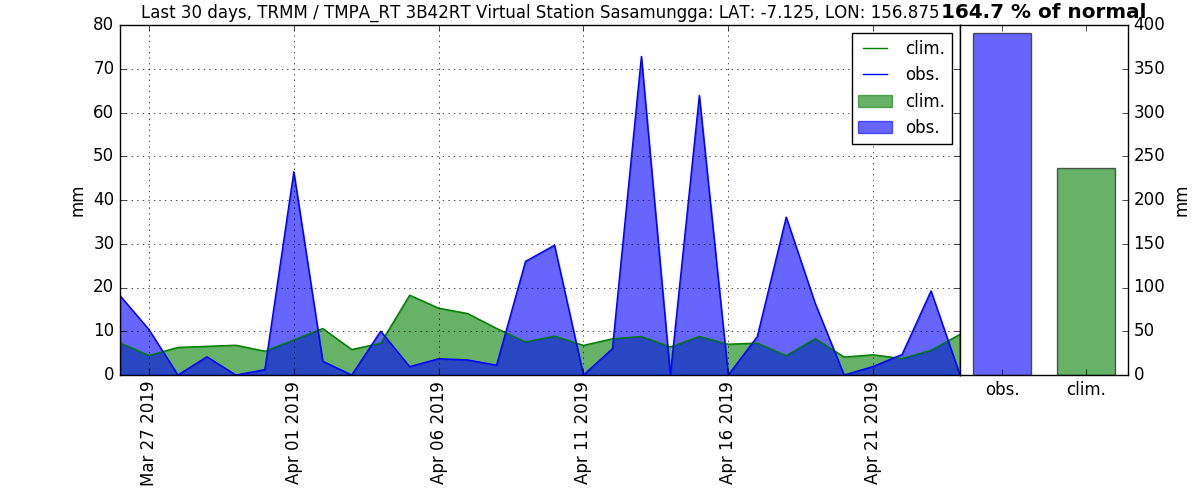 Last 30 days, TRMM / TMPA_RT 3B42RT Virtual Station Sasamungga: LAT: -7.125, LON: 156.875
164.7 % of normal
80
70
60
50
40
30
20
10
0
mm
clim.
obs.
clim.
obs.
Mar 27 2019
Apr 01 2019
Apr 06 2019
Apr 11 2019
Apr 16 2019
Apr 21 2019
400
350
300
250
200
150
100
50
0
mm
obs.
clim.